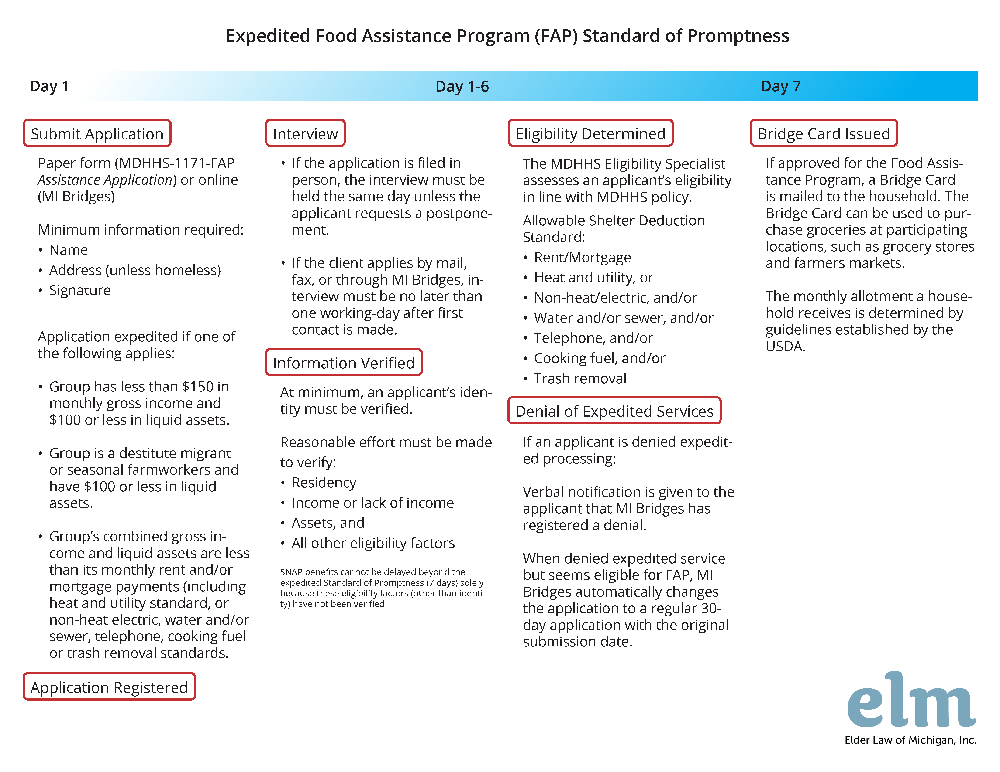 Expedited Food Assistance Program (FAP) Standard of Promptness
Day 1
Day 1-6
Day 7
Submit Application
Paper form (MDHHS-1171-FAP
Assistance Application) or online
(MI Bridges)
Minimum information required:
• Name
• Address (unless homeless)
• Signature
Application expedited if one of
the following applies:
• Group has less than $150 in
monthly gross income and
$100 or less in liquid assets.
• Group is a destitute migrant
or seasonal farmworkers and
have $100 or less in liquid
assets.
• Group's combined gross in-
come and liquid assets are less
than its monthly rent and/or
mortgage payments (including
heat and utility standard, or
non-heat electric, water and/or
sewer, telephone, cooking fuel
or trash removal standards.
Application Registered
Interview
• If the application is filed in
person, the interview must be
held the same day unless the
applicant requests a postpone-
ment.
• If the client applies by mail,
fax, or through MI Bridges, in-
terview must be no later than
one working-day after first
contact is made.
Information Verified
At minimum, an applicant's iden-
tity must be verified.
Reasonable effort must be made
to verify:
• Residency
• Income or lack of income
• Assets, and
• All other eligibility factors
SNAP benefits cannot be delayed beyond the
expedited Standard of Promptness (7 days) solely
because these eligibility factors (other than identi-
ty) have not been verified.
Eligibility Determined
The MDHHS Eligibility Specialist
assesses an applicant's eligibility
in line with MDHHS policy.
Allowable Shelter Deduction
Standard:
• Rent/Mortgage
• Heat and utility, or
• Non-heat/electric, and/or
• Water and/or sewer, and/or
• Telephone, and/or
• Cooking fuel, and/or
• Trash removal
Denial of Expedited Services
If an applicant is denied expedit-
ed processing:
Verbal notification is given to the
applicant that MI Bridges has
registered a denial.
When denied expedited service
but seems eligible for FAP, MI
Bridges automatically changes
the application to a regular 30-
day application with the original
submission date.
Bridge Card Issued
If approved for the Food Assis-
tance Program, a Bridge Card
is mailed to the household. The
Bridge Card can be used to pur-
chase groceries at participating
locations, such as grocery stores
and farmers markets.
The monthly allotment a house-
hold receives is determined by
guidelines established by the
USDA.
elm
Elder Law of Michigan, Inc.